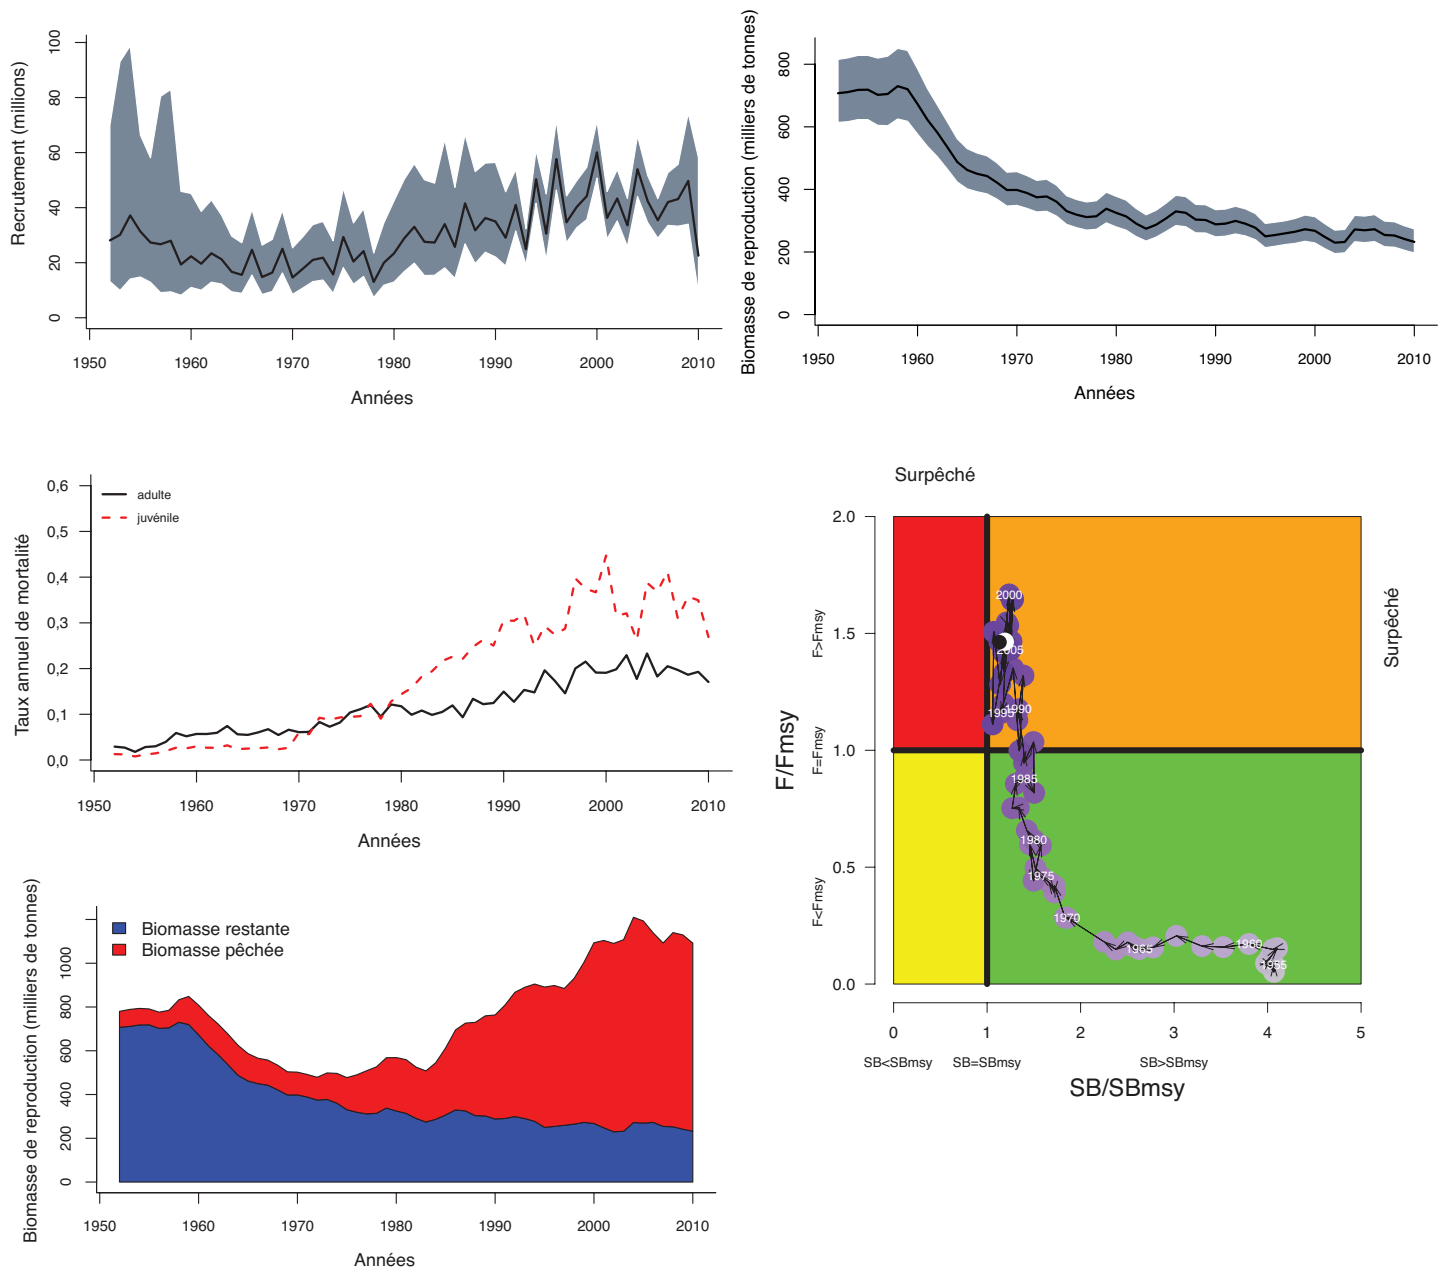 Recrutement (millions)
100
80
60
40
20
0
1950 1960 1970 1980 1990 2000 2010
Années
Biomasse de reproduction (milliers de tonnes)
800
600
400
200
0
1950 1960 1970 1980 1990 2000 2010
Années
Taux annuel de mortalité
0,6
0,5
0,4
0,3
0,2
0,1
0,0
adulte
juvénile
1950 1960 1970 1980 1990 2000 2010
Années
Surpêché
Surpêché
F/Fmsy
F>Fmsy
F=Fmsy
F<Fmsy
2.0
1.5
1.0
0.5
0.0
2000
2005
1995
1990
1985
1980
1975
1970
1965
1960
1955
0 1 2 3 4 5
SB<SBmsy SB=SBmsy SB>SBmsy
SB/SBmsy
Biomasse de reproduction (milliers de tonnes)
1000
800
600
400
200
0
Biomasse restante
Biomasse pêchée
1950 1960 1970 1980 1990 2000 2010
Années